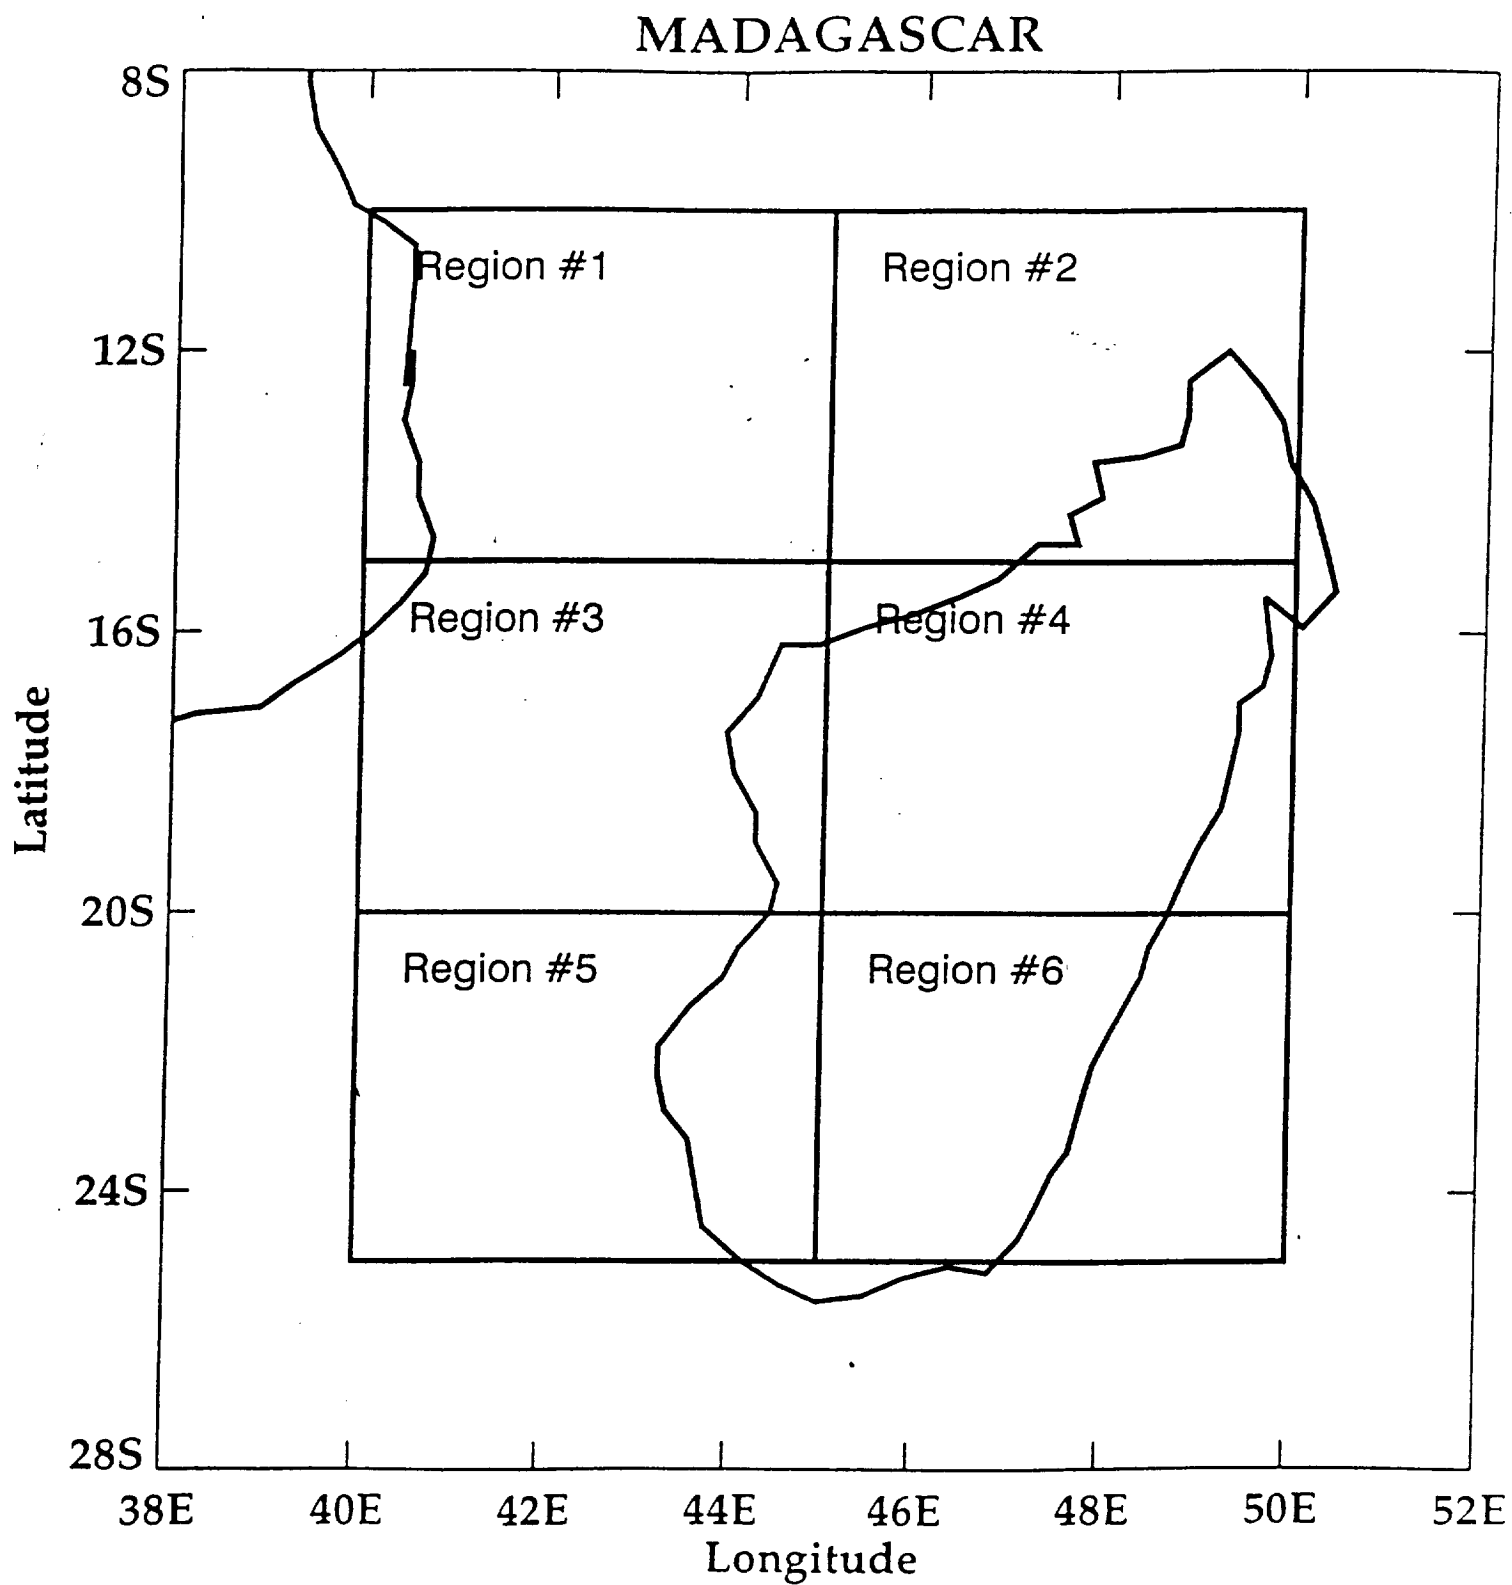 MADAGASCAR
8S
Region #1
Region #2
12S
Region #3
Region #4
16S
Latitude
20S
Region #5
Region #6
24S
28S
38E 40E 42E 44E 46E 48E 50E 52E
Longitude